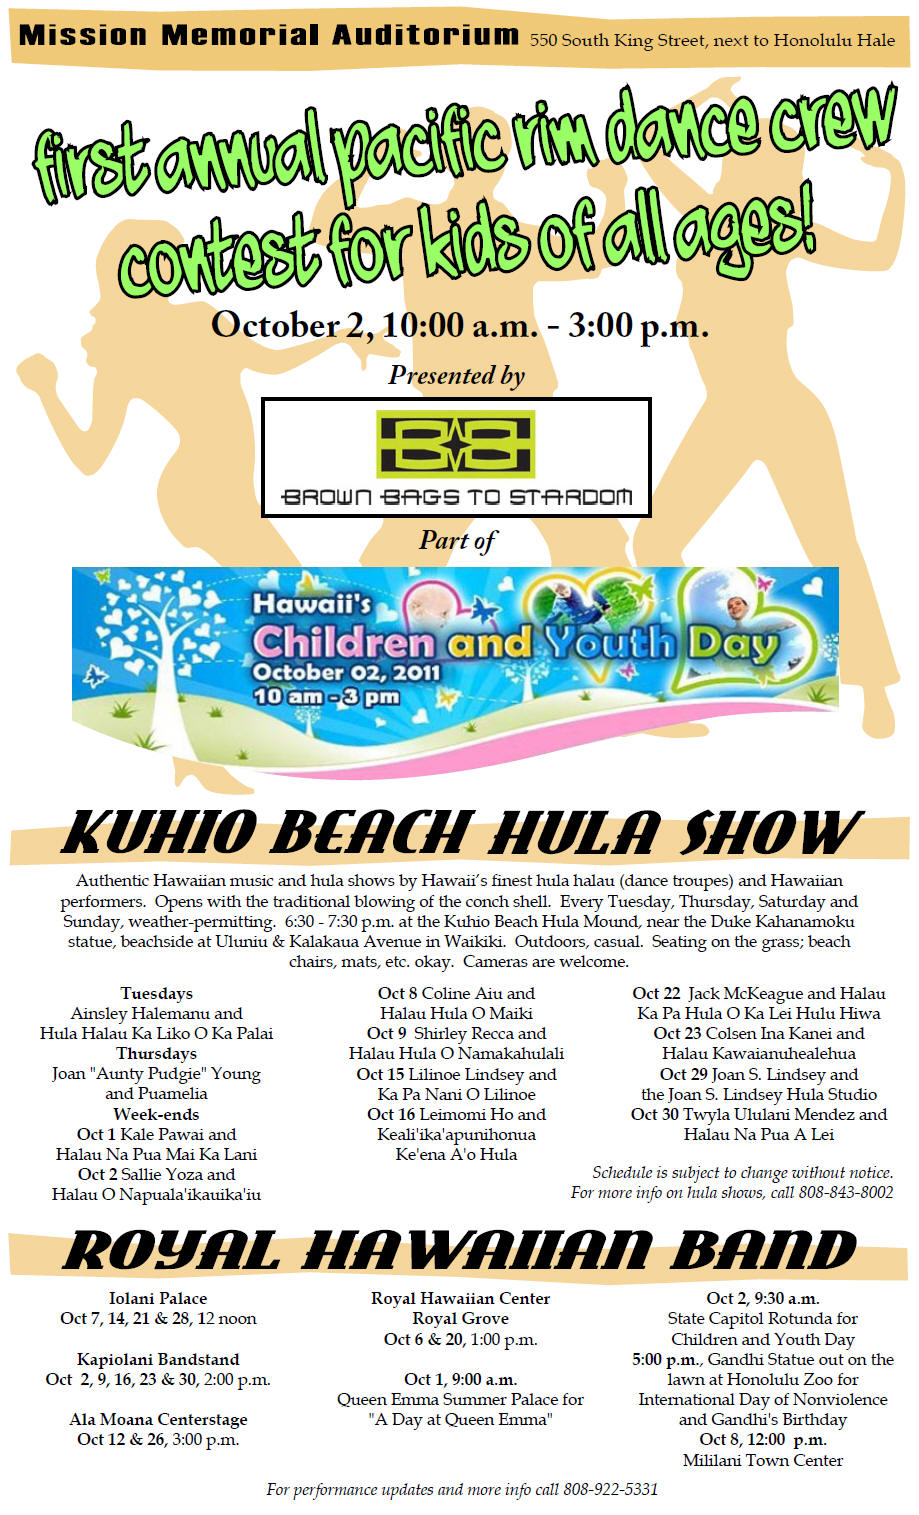 Mission Memorial Auditorium 550 South King Street, next to Honolulu Hale
first annual pacific rim dance crew
contest for kids of all ages!
October 2, 10:00 a.m. - 3:00 p.m.
Presented by
BROWN BAGS TO STARDOM
Part of
Hawaii's
Children and Youth Day
October 02, 2011
10 am - 3 pm
KUHIO BEACH HULA SHOW
Authentic Hawaiian music and hula shows by Hawaii's finest hula halau (dance troupes) and Hawaiian
performers. Opens with the traditional blowing of the conch shell. Every Tuesday, Thursday, Saturday and
Sunday, weather-permitting. 6:30 - 7:30 p.m. at the Kuhio Beach Hula Mound, near the Duke Kahanamoku
statue, beachside at Uluniu & Kalakaua Avenue in Waikiki. Outdoors, casual. Seating on the grass; beach
chairs, mats, etc. okay. Cameras are welcome.
Tuesdays
Ainsley Halemanu and
Hula Halau Ka Liko O Ka Palai
Thursdays
Joan "Aunty Pudgie" Young
and Puamelia
Week-ends
Oct 1 Kale Pawai and
Halau Na Pua Mai Ka Lani
Oct 2 Sallie Yoza and
Halau O Napuala'ikauika'iu
Oct 8 Coline Aiu and
Halau Hula O Maiki
Oct 9 Shirley Recca and
Halau Hula O Namakahulali
Oct 15 Lilinoe Lindsey and
Ka Pa Nani O Lilinoe
Oct 16 Leimomi Ho and
Keali'ika'apunihonua
Ke'ena A'o Hula
Oct 22 Jack McKeague and Halau
Ka Pa Hula O Ka Lei Hulu Hiwa
Oct 23 Colsen Ina Kanei and
Halau Kawaianuhealehua
Oct 29 Joan S. Lindsey and
the Joan S. Lindsey Hula Studio
Oct 30 Twyla Ululani Mendez and
Halau Na Pua A Lei
Schedule is subject to change without notice.
For more info on hula shows, call 808-843-8002
ROYAL HAWAIIAN BAND
Iolani Palace
Oct 7, 14, 21 & 28, 12 noon
Kapiolani Bandstand
Oct 2, 9, 16, 23 & 30, 2:00 p.m.
Ala Moana Centerstage
Oct 12 & 26, 3:00 p.m.
Royal Hawaiian Center
Royal Grove
Oct 6 & 20, 1:00 p.m.
Oct 1, 9:00 a.m.
Queen Emma Summer Palace for
"A Day at Queen Emma"
Oct 2, 9:30 a.m.
State Capitol Rotunda for
Children and Youth Day
5:00 p.m., Gandhi Statue out on the
lawn at Honolulu Zoo for
International Day of Nonviolence
and Gandhi's Birthday
Oct 8, 12:00 p.m.
Mililani Town Center
For performance updates and more info call 808-922-5331